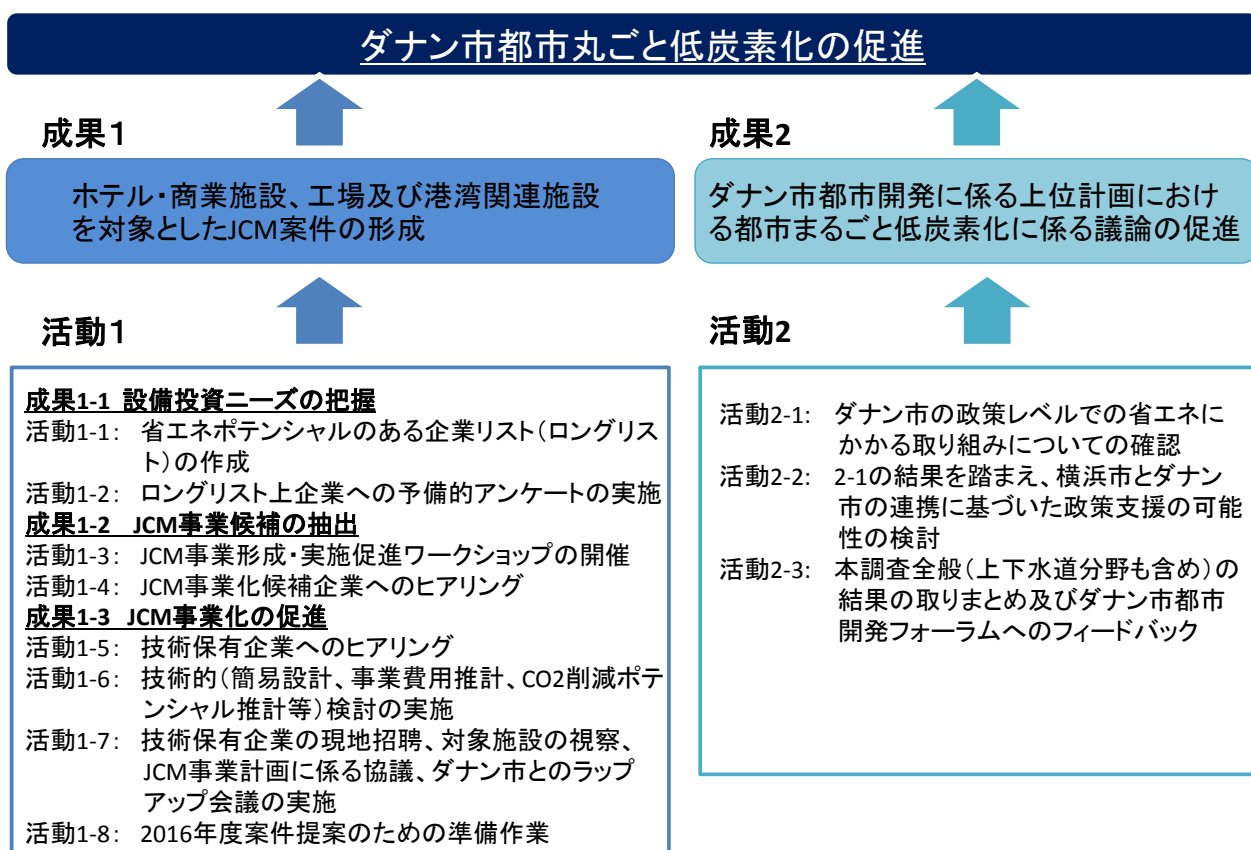 ダナン市都市丸ごと低炭素化の促進
成果１
ホテル・商業施設、工場及び港湾関連施設
を対象としたJCM案件の形成
活動１
成果1-1 設備投資ニーズの把握
活動1-1： 省エネポテンシャルのある企業リスト（ロングリス
ト）の作成
活動1-2： ロングリスト上企業への予備的アンケートの実施
成果1-2 JCM事業候補の抽出
活動1-3： JCM事業形成・実施促進ワークショップの開催
活動1-4： JCM事業化候補企業へのヒアリング
成果1-3 JCM事業化の促進
活動1-5： 技術保有企業へのヒアリング
活動1-6： 技術的（簡易設計、事業費用推計、CO2削減ポテ
ンシャル推計等）検討の実施
活動1-7： 技術保有企業の現地招聘、対象施設の視察、
JCM事業計画に係る協議、ダナン市とのラップ
アップ会議の実施
活動1-8： 2016年度案件提案のための準備作業
成果2
ダナン市都市開発に係る上位計画におけ
る都市まるごと低炭素化に係る議論の促進
活動2
活動2-1: ダナン市の政策レベルでの省エネに
かかる取り組みについての確認
活動2-2: 2-1の結果を踏まえ、横浜市とダナン
市の連携に基づいた政策支援の可能
性の検討
活動2-3: 本調査全般（上下水道分野も含め）の
結果の取りまとめ及びダナン市都市
開発フォーラムへのフィードバック